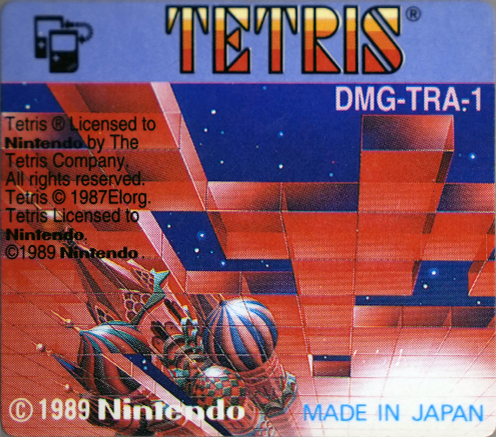 TETRIS®
DMG-TRA-1
Tetris ® Licensed to
Nintendo by The
Tetris Company.
All rights reserved.
Tetris © 1987Elorg.
Tetris Licensed to
Nintendo.
©1989 Nintendo.
© 1989 Nintendo
MADE IN JAPAN